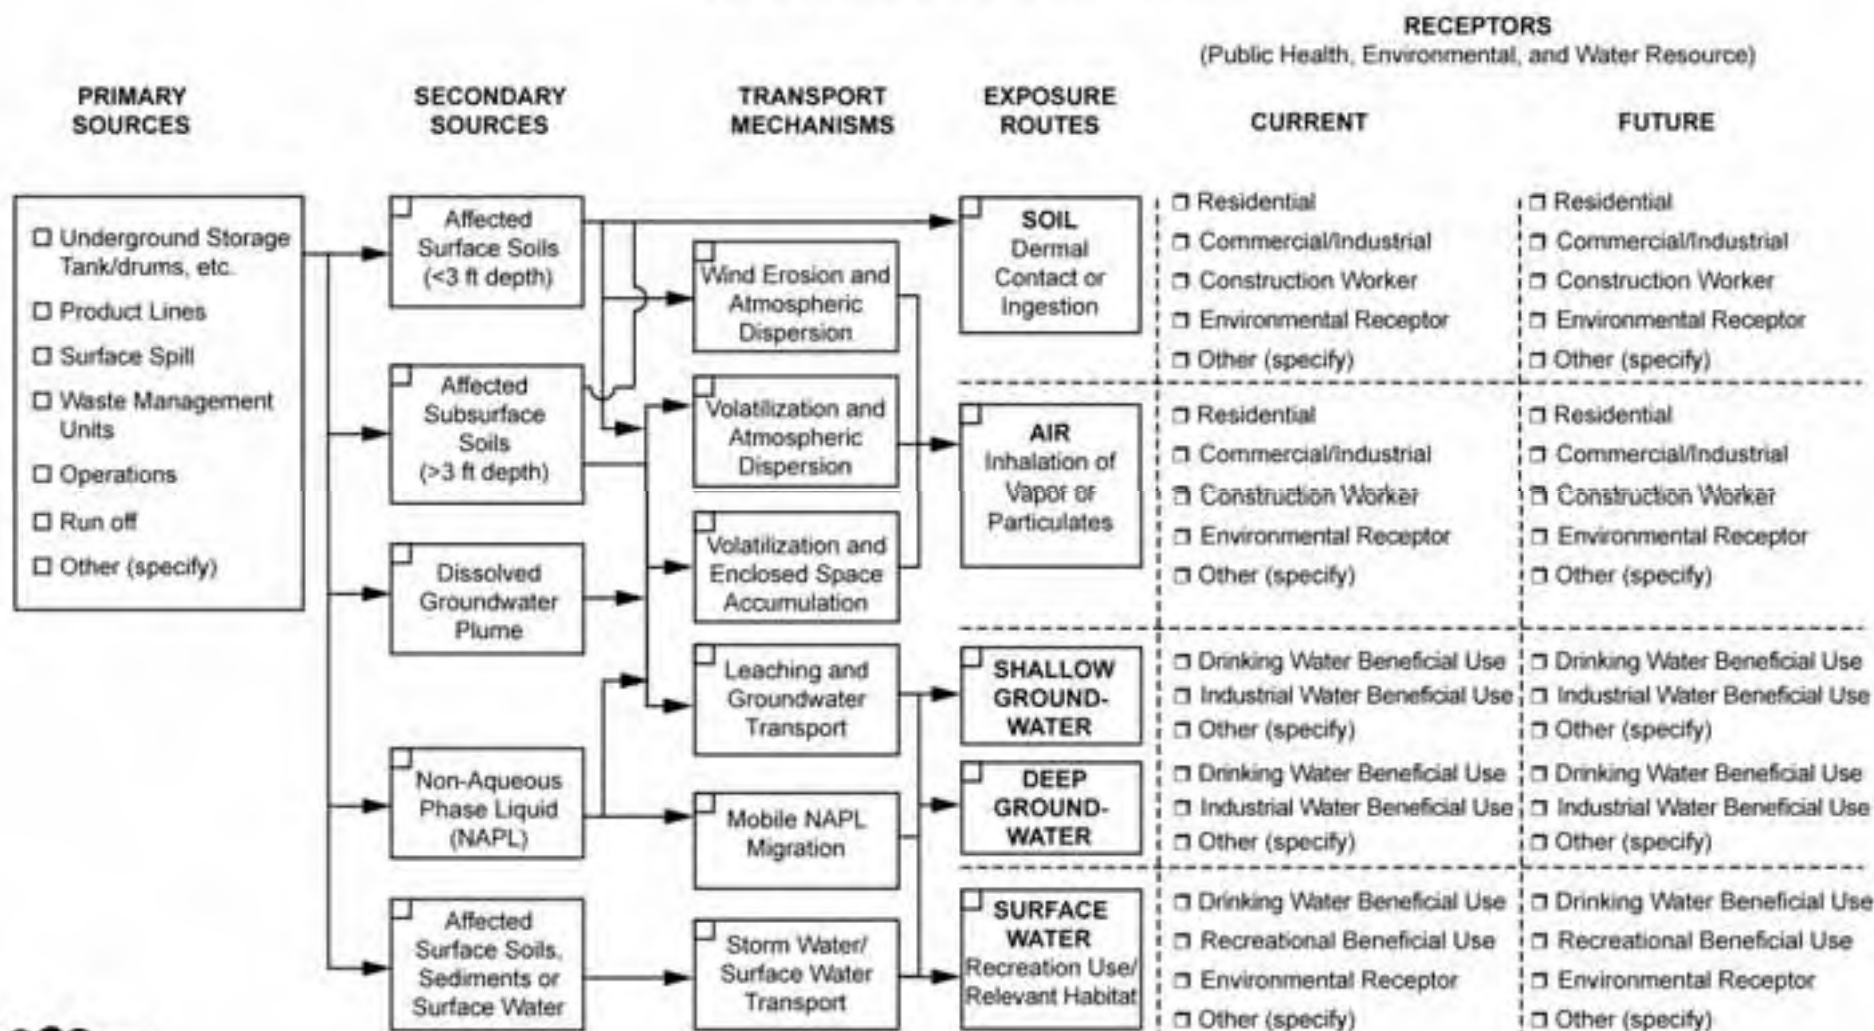 RECEPTORS
(Public Health, Environmental, and Water Resource)
PRIMARY
SOURCES
SECONDARY
SOURCES
TRANSPORT
MECHANISMS
EXPOSURE
ROUTES
CURRENT
FUTURE
Underground Storage
Tank/drums, etc.
Product Lines
Surface Spill
Waste Management
Units
Operations
Run off
Other (specify)
Affected
Surface Soils
(<3 ft depth)
Affected
Subsurface
Soils
(>3 ft depth)
Dissolved
Groundwater
Plume
Non-Aqueous
Phase Liquid
(NAPL)
Affected
Surface Soils,
Sediments or
Surface Water
Wind Erosion and
Atmospheric
Dispersion
Volatilization and
Atmospheric
Dispersion
Volatilization and
Enclosed Space
Accumulation
Leaching and
Groundwater
Transport
Mobile NAPL
Migration
Storm Water/
Surface Water
Transport
SOIL
Dermal
Contact or
Ingestion
AIR
Inhalation of
Vapor or
Particulates
SHALLOW
GROUND-
WATER
DEEP
GROUND-
WATER
SURFACE
WATER
Recreation Use/
Relevant Habitat
Residential
Commercial/Industrial
Construction Worker
Environmental Receptor
Other (specify)
Residential
Commercial/Industrial
Construction Worker
Environmental Receptor
Other (specify)
Drinking Water Beneficial Use
Industrial Water Beneficial Use
Other (specify)
Drinking Water Beneficial Use
Industrial Water Beneficial Use
Other (specify)
Drinking Water Beneficial Use
Recreational Beneficial Use
Environmental Receptor
Other (specify)
Residential
Commercial/Industrial
Construction Worker
Environmental Receptor
Other (specify)
Residential
Commercial/Industrial
Construction Worker
Environmental Receptor
Other (specify)
Drinking Water Beneficial Use
Industrial Water Beneficial Use
Other (specify)
Drinking Water Beneficial Use
Industrial Water Beneficial Use
Other (specify)
Drinking Water Beneficial Use
Recreational Beneficial Use
Environmental Receptor
Other (specify)